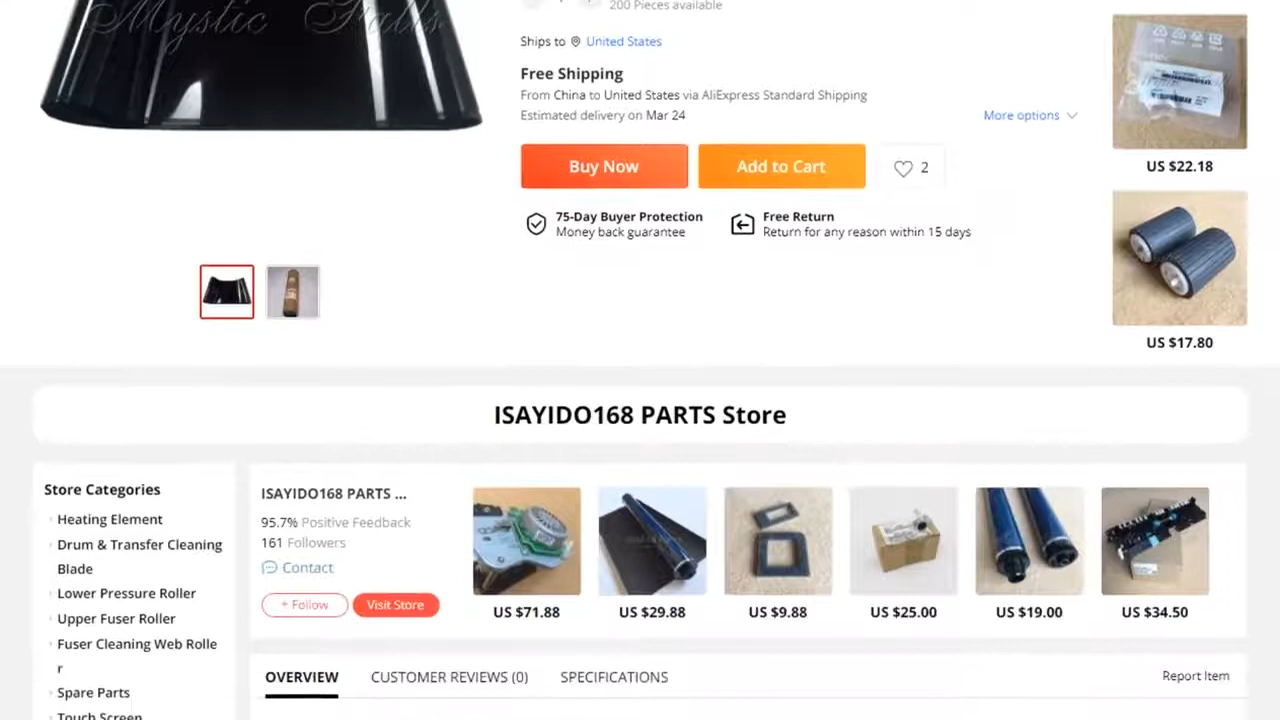 Mystic Falls
200 Pieces available
Ships to United States
Free Shipping
From China to United States via AliExpress Standard Shipping
Estimated delivery on Mar 24
More options
Buy Now
Add to Cart
2
75-Day Buyer Protection
Money back guarantee
Free Return
Return for any reason within 15 days
US $22.18
US $17.80
ISAYIDO168 PARTS Store
Store Categories
Heating Element
Drum & Transfer Cleaning
Blade
Lower Pressure Roller
Upper Fuser Roller
Fuser Cleaning Web Rolle
r
Spare Parts
Touch Screen
ISAYIDO168 PARTS ...
95.7% Positive Feedback
161 Followers
Contact
+ Follow
Visit Store
US $71.88
US $29.88
US $9.88
US $25.00
US $19.00
US $34.50
OVERVIEW
CUSTOMER REVIEWS (0)
SPECIFICATIONS
Report Item